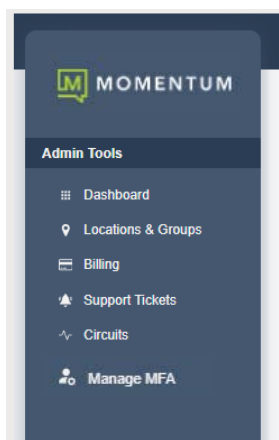 M MOMENTUM
Admin Tools
Dashboard
Locations & Groups
Billing
Support Tickets
Circuits
Manage MFA